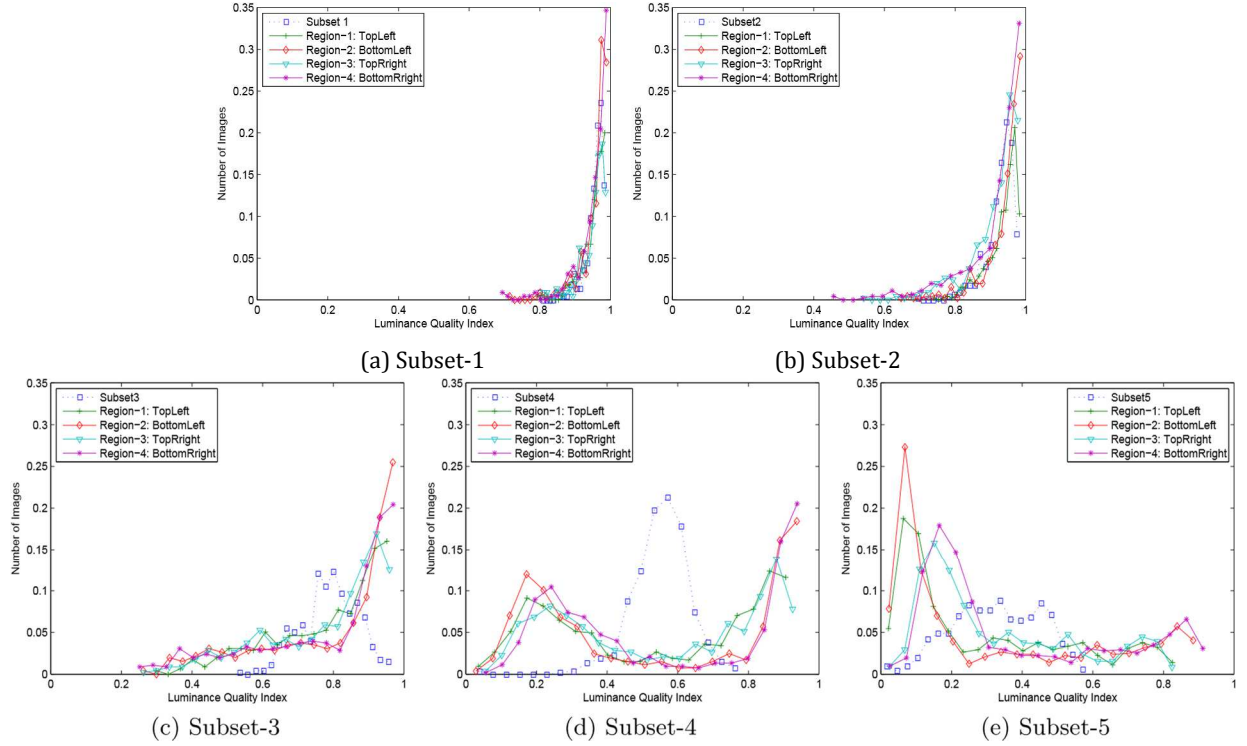 0.35
0.3
0.25
0.2
0.15
0.1
0.05
0
Number of Images
Subset 1
Region-1: TopLeft
Region-2: BottomLeft
Region-3: TopRright
Region-4: BottomRright
0 0.2 0.4 0.6 0.8 1
Luminance Quality Index
(a) Subset-1
0.35
0.3
0.25
0.2
0.15
0.1
0.05
0
Number of Images
Subset2
Region-1: TopLeft
Region-2: BottomLeft
Region-3: TopRright
Region-4: BottomRright
0 0.2 0.4 0.6 0.8 1
Luminance Quality Index
(b) Subset-2
0.35
0.3
0.25
0.2
0.15
0.1
0.05
0
Number of Images
Subset3
Region-1: TopLeft
Region-2: BottomLeft
Region-3: TopRright
Region-4: BottomRright
0 0.2 0.4 0.6 0.8 1
Luminance Quality Index
(c) Subset-3
0.35
0.3
0.25
0.2
0.15
0.1
0.05
0
Number of Images
Subset4
Region-1: TopLeft
Region-2: BottomLeft
Region-3: TopRright
Region-4: BottomRright
0 0.2 0.4 0.6 0.8 1
Luminance Quality Index
(d) Subset-4
0.35
0.3
0.25
0.2
0.15
0.1
0.05
0
Number of Images
Subset5
Region-1: TopLeft
Region-2: BottomLeft
Region-3: TopRright
Region-4: BottomRright
0 0.2 0.4 0.6 0.8 1
Luminance Quality Index
(e) Subset-5